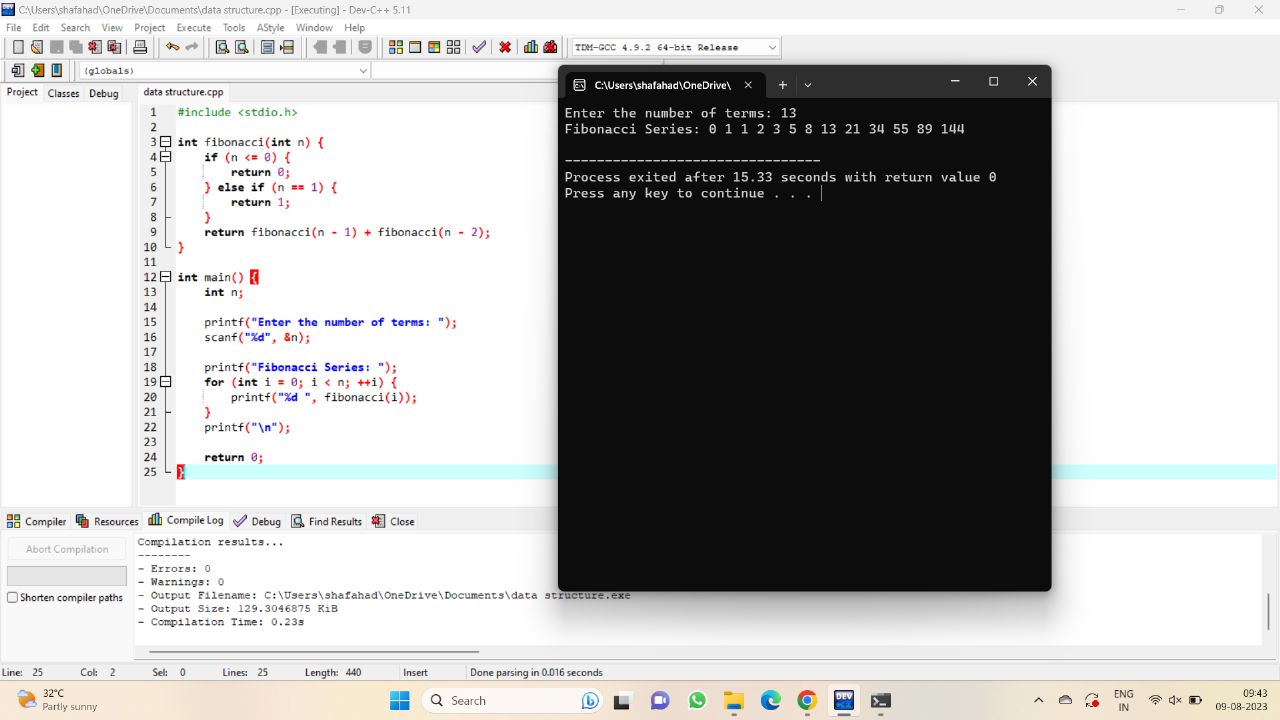 C:\Users\shafahad\OneDrive\Documents\data structure.cpp - [Executing] - Dev-C++ 5.11
File Edit Search View Project Execute Tools AStyle Window Help
TDM-GCC 4.9.2 64-bit Release
(globals)
Project Classes Debug
data structure.cpp
1 #include <stdio.h>
2
3 int fibonacci(int n) {
4 if (n <= 0) {
5 return 0;
6 } else if (n == 1) {
7 return 1;
8 }
9 return fibonacci(n - 1) + fibonacci(n - 2);
10 }
11
12 int main() {
13 int n;
14
15 printf("Enter the number of terms: ");
16 scanf("%d", &n);
17
18 printf("Fibonacci Series: ");
19 for (int i = 0; i < n; ++i) {
20 printf("%d ", fibonacci(i));
21 }
22 printf("\n");
23
24 return 0;
25 }
C:\Users\shafahad\OneDrive\
Enter the number of terms: 13
Fibonacci Series: 0 1 1 2 3 5 8 13 21 34 55 89 144
--------------------------------
Process exited after 15.33 seconds with return value 0
Press any key to continue . . .
Compiler Resources Compile Log Debug Find Results Close
Abort Compilation
Shorten compiler paths
Compilation results...
--------
- Errors: 0
- Warnings: 0
- Output Filename: C:\Users\shafahad\OneDrive\Documents\data structure.exe
- Output Size: 129.3046875 KiB
- Compilation Time: 0.23s
Line: 25 Col: 2 Sel: 0 Lines: 25 Length: 440 Insert Done parsing in 0.016 seconds
32°C
Partly sunny
Search
DEV
ENG
IN
09:43
09-08-2023